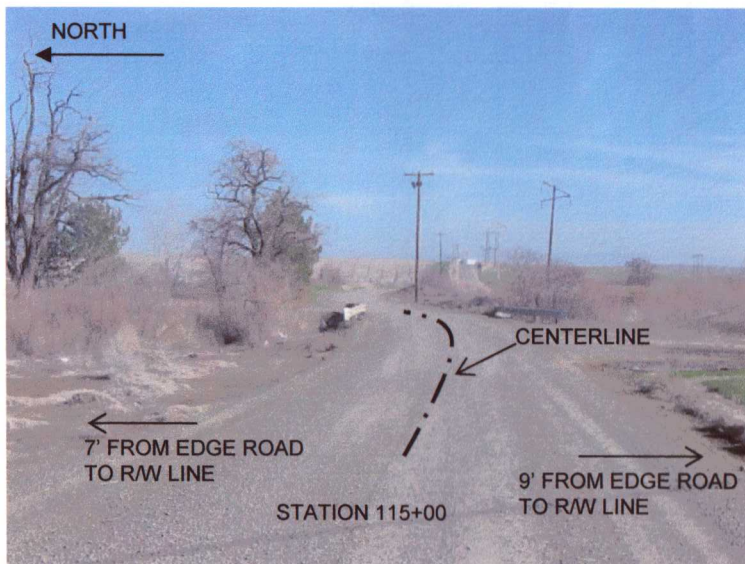 NORTH
CENTERLINE
7' FROM EDGE ROAD
TO R/W LINE
9' FROM EDGE ROAD
TO R/W LINE
STATION 115+00